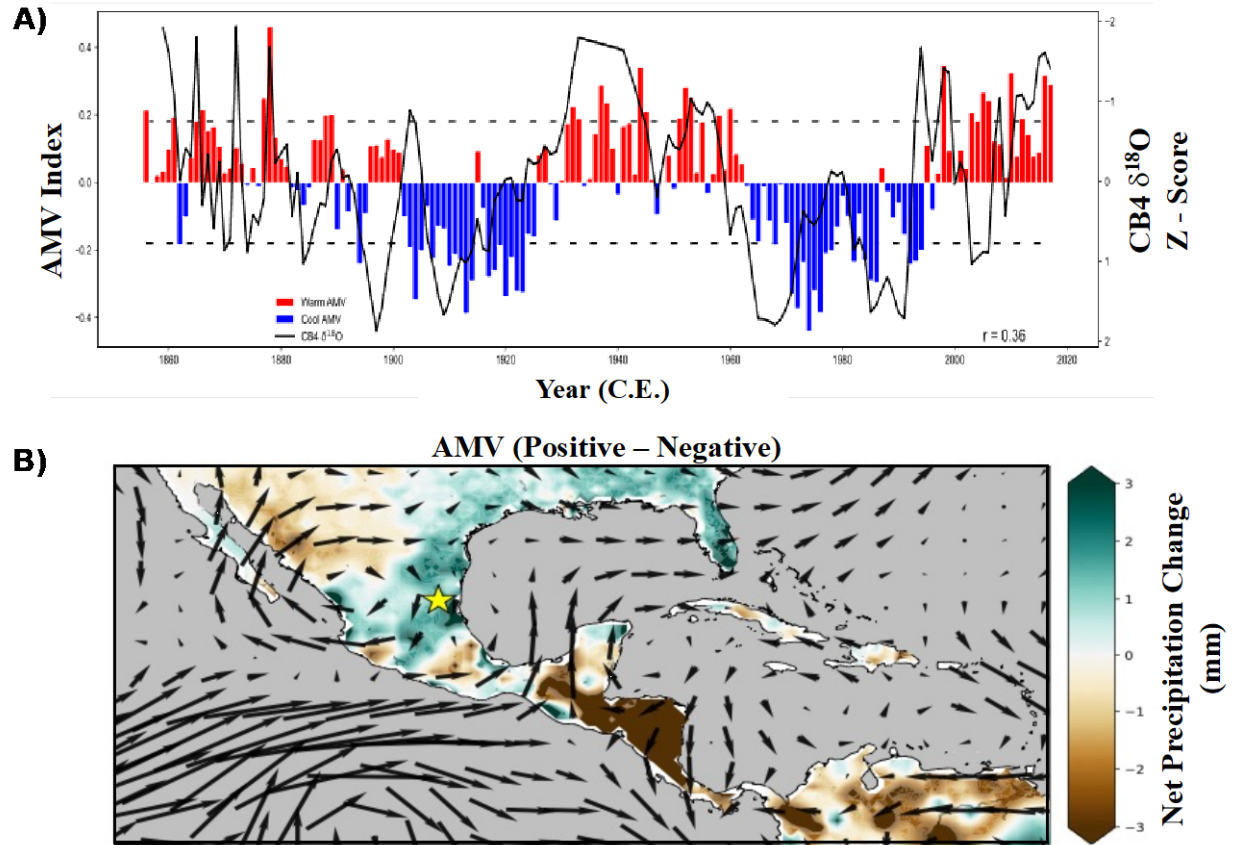 A)
0.4
0.2
0.0
-0.2
-0.4
AMV Index
-2
-1
0
1
2
CB4 δ¹⁸O
Z - Score
Warm AMV
Cool AMV
CB4 δ¹⁸O
r = 0.36
1860
1880
1900
1920
1940
1960
1980
2000
2020
Year (C.E.)
B)
AMV (Positive – Negative)
3
2
1
0
−1
−2
−3
Net Precipitation Change
(mm)